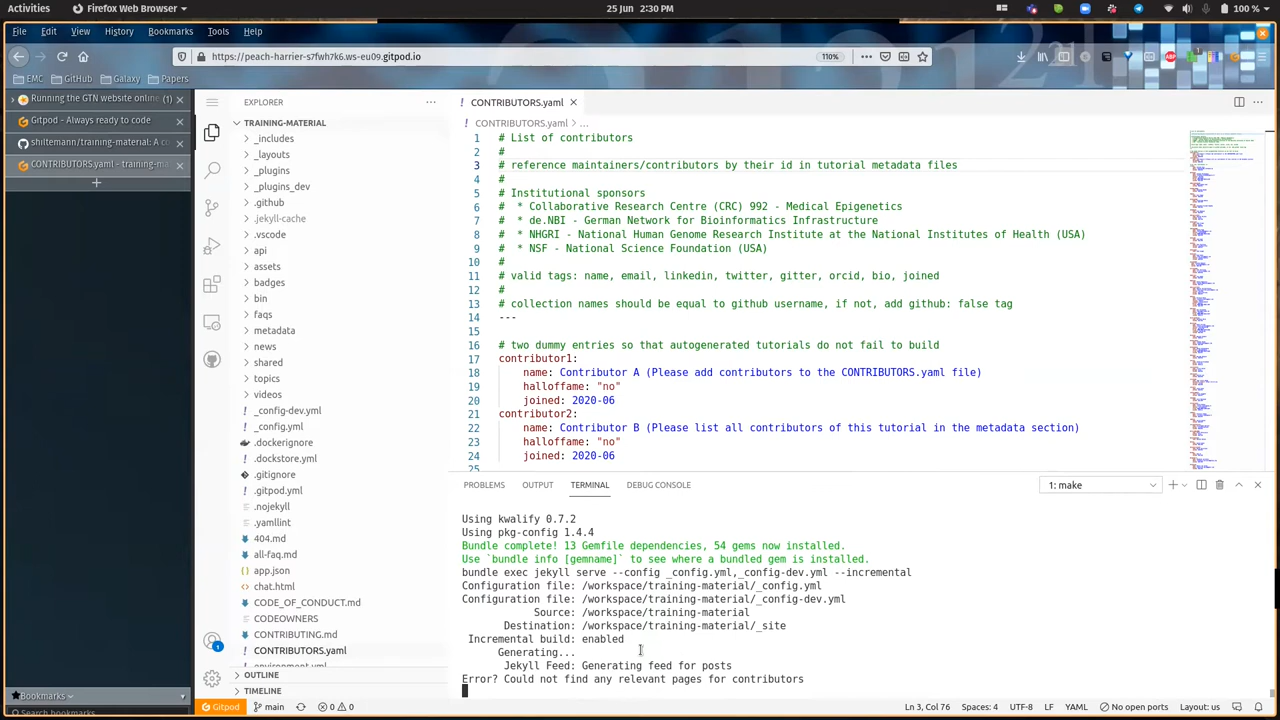 Activities
Firefox Web Browser
25 Jun 2:30 PM
100 %
File Edit View History Bookmarks Tools Help
https://peach-harrier-s7fwh7k6.ws-eu09.gitpod.io
110%
EMC GitHub Galaxy Papers
Running the GTN website online (1)
Gitpod - Always ready to code
shiltemann/training-material: A co
CONTRIBUTORS.yaml - training-ma
Bookmarks
Search bookmarks
EXPLORER
TRAINING-MATERIAL
_includes
_layouts
_plugins
_plugins_dev
.github
.jekyll-cache
.vscode
api
assets
badges
bin
faqs
metadata
news
shared
topics
videos
_config-dev.yml
_config.yml
.dockerignore
.dockstore.yml
.gitignore
.gitpod.yml
.nojekyll
.yamllint
404.md
all-faq.md
app.json
chat.html
CODE_OF_CONDUCT.md
CODEOWNERS
CONTRIBUTING.md
CONTRIBUTORS.yaml
environment.yml
OUTLINE
TIMELINE
CONTRIBUTORS.yaml
CONTRIBUTORS.yaml > ...
1 # List of contributors
2 #
3 # Reference maintainers/contributors by key in the tutorial metadata
4 #
5 # Institutional sponsors
6 # * Collaborative Research Centre (CRC) 992 Medical Epigenetics
7 # * de.NBI - German Network for Bioinformatics Infrastructure
8 # * NHGRI - National Human Genome Research Institute at the National Institutes of Health (USA)
9 # * NSF - National Science Foundation (USA)
10 #
11 # valid tags: name, email, linkedin, twitter, gitter, orcid, bio, joined
12 #
13 # collection names should be equal to github username, if not, add github: false tag
14 ---
15
16 # two dummy entries so that autogenerated tutorials do not fail to build
17 contributor1:
18 name: Contributor A (Please add contributors to the CONTRIBUTORS.yaml file)
19 halloffame: "no"
20 joined: 2020-06
21 contributor2:
22 name: Contributor B (Please list all contributors of this tutorial in the metadata section)
23 halloffame: "no"
24 joined: 2020-06
25
PROBLEMS OUTPUT TERMINAL DEBUG CONSOLE
1: make
Using kwalify 0.7.2
Using pkg-config 1.4.4
Bundle complete! 13 Gemfile dependencies, 54 gems now installed.
Use `bundle info [gemname]` to see where a bundled gem is installed.
bundle exec jekyll serve --config _config.yml,_config-dev.yml --incremental
Configuration file: /workspace/training-material/_config.yml
Configuration file: /workspace/training-material/_config-dev.yml
Source: /workspace/training-material
Destination: /workspace/training-material/_site
Incremental build: enabled
Generating...
Jekyll Feed: Generating feed for posts
Error? Could not find any relevant pages for contributors
Gitpod
main
0 0
Ln 3, Col 76
Spaces: 4
UTF-8
LF
YAML
No open ports
Layout: us